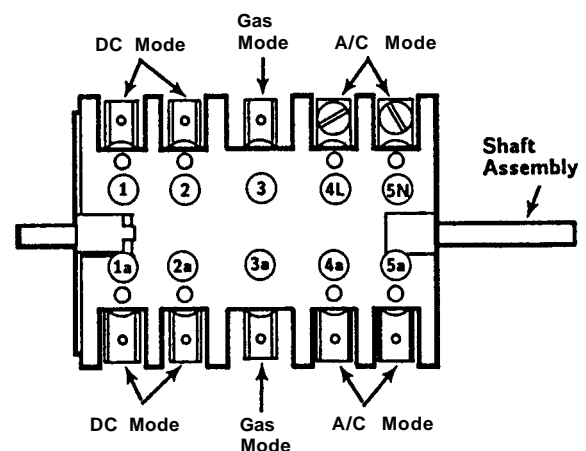 Gas
Mode
DC Mode
A/C Mode
Shaft
Assembly
1 2 3 4L 5N
1a 2a 3a 4a 5a
DC Mode
Gas
Mode
A/C Mode